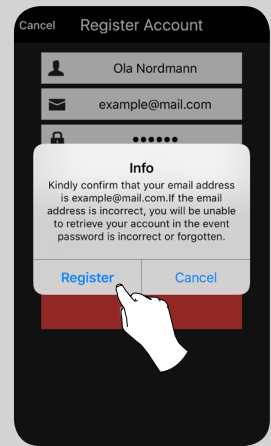 Cancel Register Account
Ola Nordmann
example@mail.com
••••••
Info
Kindly confirm that your email address
is example@mail.com.If the email
address is incorrect, you will be unable
to retrieve your account in the event
password is incorrect or forgotten.
Register Cancel